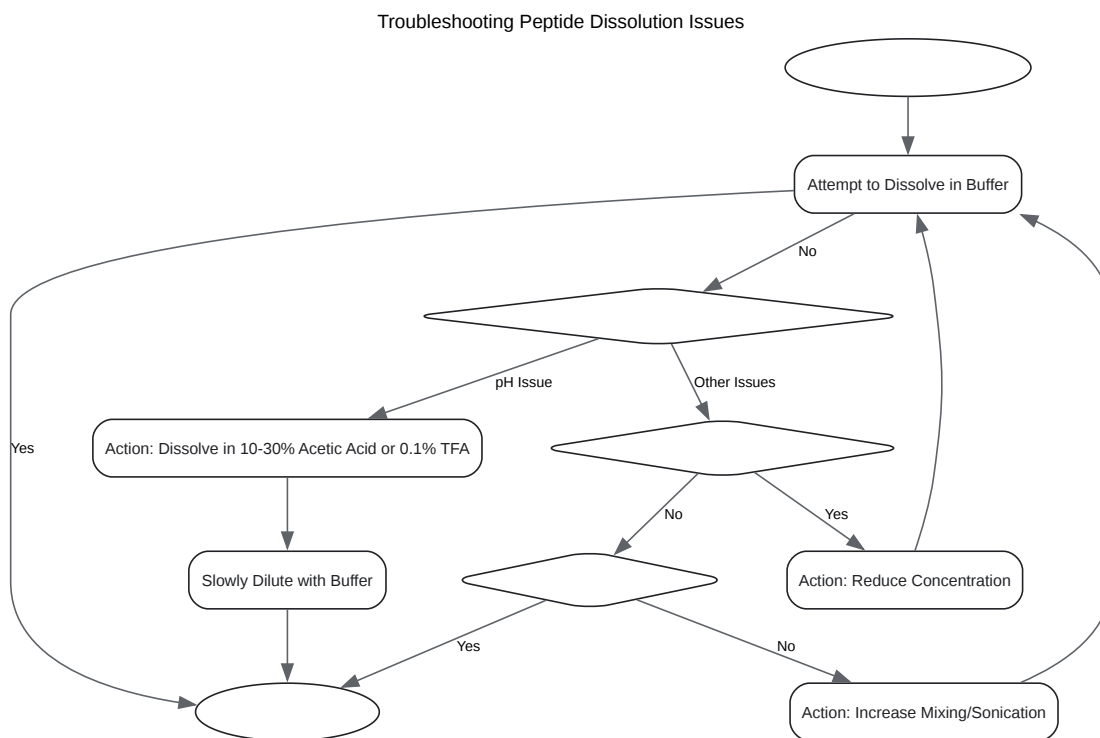 Troubleshooting Peptide Dissolution Issues
Attempt to Dissolve in Buffer
No
pH Issue
Other Issues
Action: Dissolve in 10-30% Acetic Acid or 0.1% TFA
Yes
No
Yes
Slowly Dilute with Buffer
Action: Reduce Concentration
Yes
No
Action: Increase Mixing/Sonication